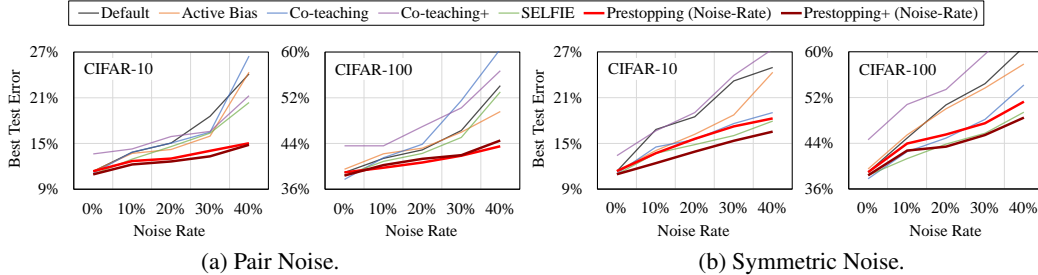 Default Active Bias Co-teaching Co-teaching+ SELFIE Prestopping (Noise-Rate) Prestopping+ (Noise-Rate)
Best Test Error
27%
21%
15%
9%
CIFAR-10
0% 10% 20% 30% 40%
Noise Rate
60%
52%
44%
36%
CIFAR-100
0% 10% 20% 30% 40%
Noise Rate
(a) Pair Noise.
Best Test Error
27%
21%
15%
9%
CIFAR-10
0% 10% 20% 30% 40%
Noise Rate
60%
52%
44%
36%
CIFAR-100
0% 10% 20% 30% 40%
Noise Rate
(b) Symmetric Noise.